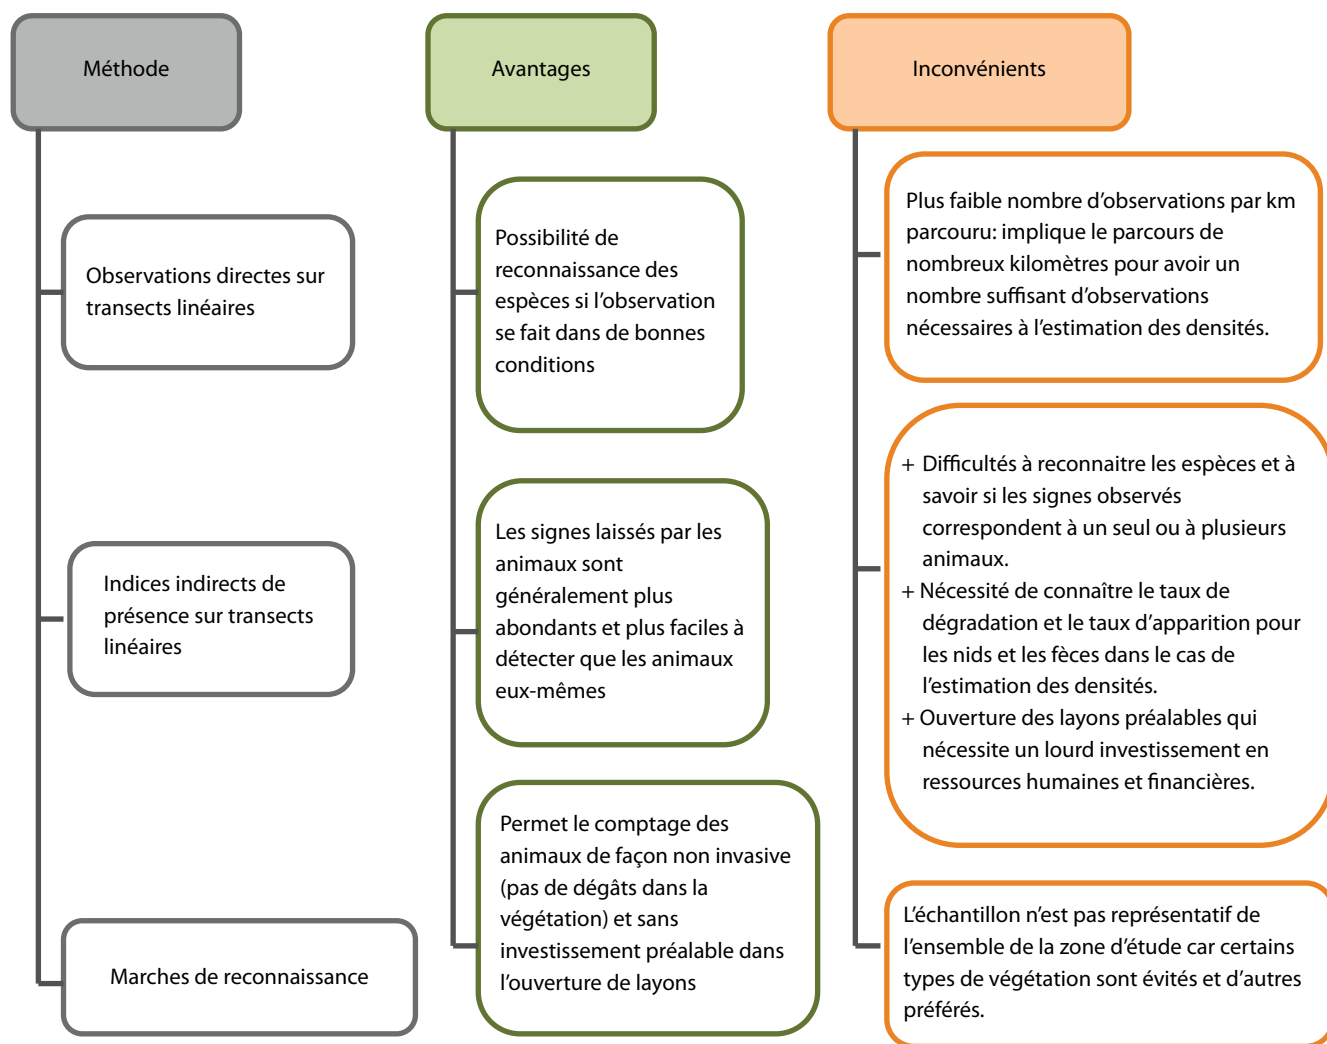 Méthode
Avantages
Inconvénients
Observations directes sur
transects linéaires
Possibilité de
reconnaissance des
espèces si l'observation
se fait dans de bonnes
conditions
Plus faible nombre d'observations par km
parcouru: implique le parcours de
nombreux kilomètres pour avoir un
nombre suffisant d'observations
nécessaires à l'estimation des densités.
Indices indirects de
présence sur transects
linéaires
Les signes laissés par les
animaux sont
généralement plus
abondants et plus faciles à
détecter que les animaux
eux-mêmes
+ Difficultés à reconnaitre les espèces et à
savoir si les signes observés
correspondent à un seul ou à plusieurs
animaux.
+ Nécessité de connaître le taux de
dégradation et le taux d'apparition pour
les nids et les fèces dans le cas de
l'estimation des densités.
+ Ouverture des layons préalables qui
nécessite un lourd investissement en
ressources humaines et financières.
Marches de reconnaissance
Permet le comptage des
animaux de façon non invasive
(pas de dégâts dans la
végétation) et sans
investissement préalable dans
l'ouverture de layons
L'échantillon n'est pas représentatif de
l'ensemble de la zone d'étude car certains
types de végétation sont évités et d'autres
préférés.